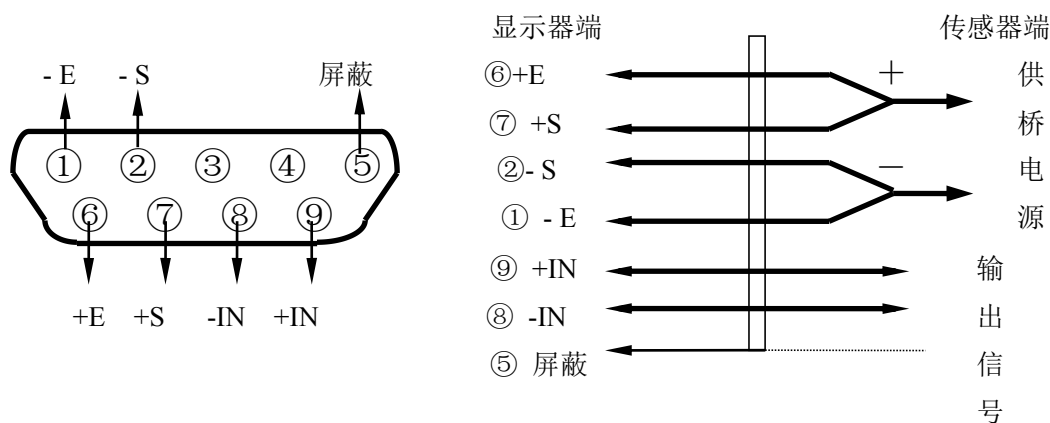 - E - S 屏蔽
① ② ③ ④ ⑤
⑥ ⑦ ⑧ ⑨
+E +S -IN +IN
显示器端 传感器端
⑥+E
⑦ +S
②- S
① - E
⑨ +IN
⑧ -IN
⑤ 屏蔽
+
—
供桥电源
输出信号